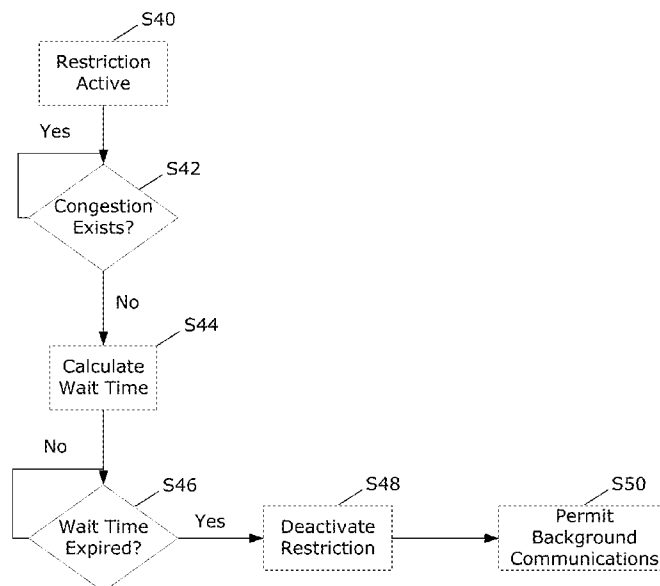 S40
Restriction
Active
Yes
S42
Congestion
Exists?
No
S44
Calculate
Wait Time
No
S46
Wait Time
Expired?
Yes
S48
Deactivate
Restriction
S50
Permit
Background
Communications